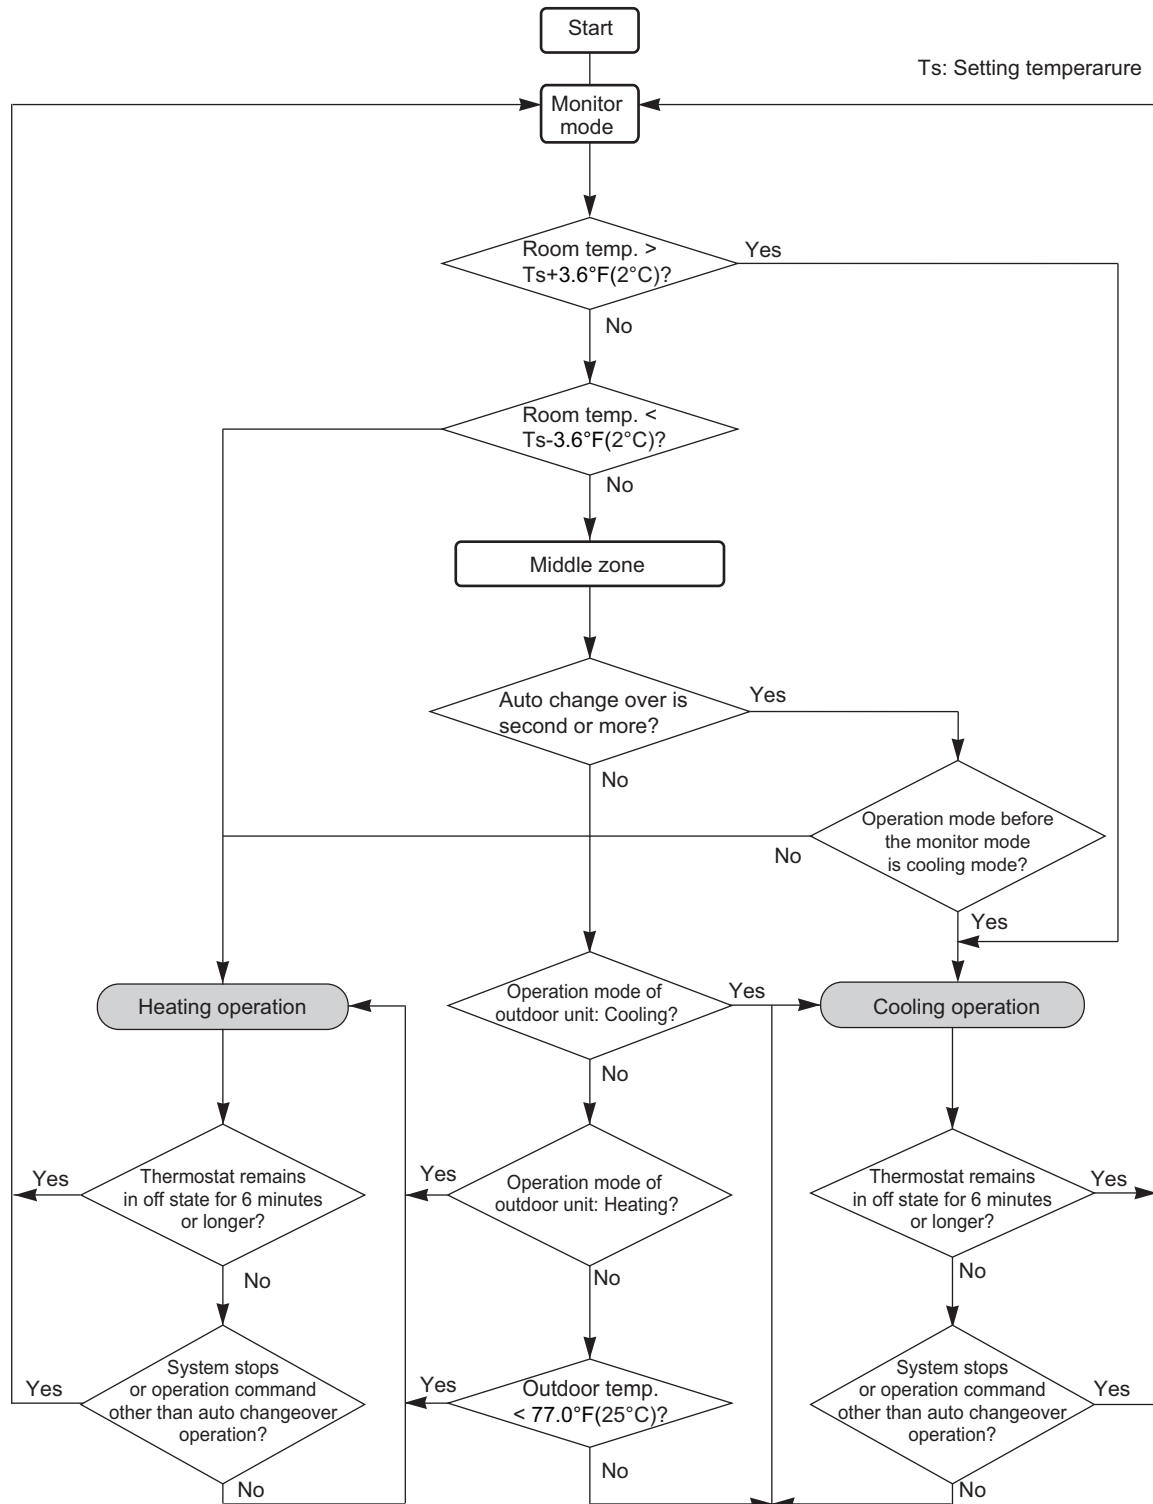 Start
Ts: Setting temperarure
Monitor
mode
Room temp. >
Ts+3.6°F(2°C)?
Yes
No
Room temp. <
Ts-3.6°F(2°C)?
No
Middle zone
Auto change over is
second or more?
Yes
No
Operation mode before
the monitor mode
is cooling mode?
No
Yes
Heating operation
Operation mode of
outdoor unit: Cooling?
Yes
Cooling operation
No
Yes
Thermostat remains
in off state for 6 minutes
or longer?
No
Yes
Operation mode of
outdoor unit: Heating?
No
Thermostat remains
in off state for 6 minutes
or longer?
Yes
No
Yes
System stops
or operation command
other than auto changeover
operation?
No
Yes
Outdoor temp.
< 77.0°F(25°C)?
No
System stops
or operation command
other than auto changeover
operation?
Yes
No